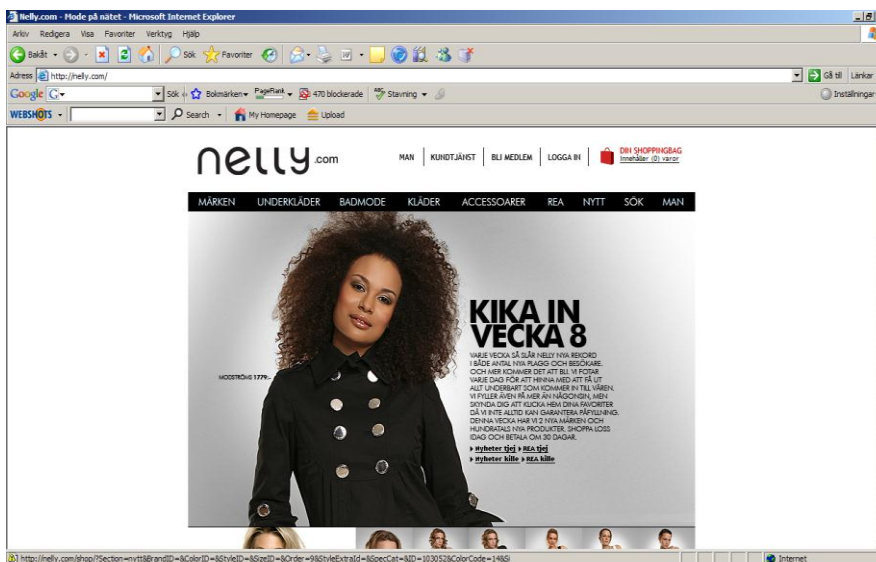 Nelly.com - Mode på nätet - Microsoft Internet Explorer
Arkiv Redigera Visa Favoriter Verktyg Hjälp
Bakåt Sök Favoriter
Adress http://nelly.com/ Gå till Länkar
Google G Sök Bokmärken PageRank 470 blockerade ABC Stavning Inställningar
WEBSHOTS Search My Homepage Upload
nelly.com
MAN KUNDTJÄNST BLI MEDLEM LOGGA IN DIN SHOPPINGBAG
Innehåller (0) varor
MÄRKEN UNDERKLÄDER BADMODE KLÄDER ACCESSOARER REA NYTT SÖK MAN
KIKA IN
VECKA 8
MODSTRÖMS 1779:-
VARJE VECKA SÅ SLÅR NELLY NYA REKORD
I BÅDE ANTAL NYA PLAGG OCH BESÖKARE.
OCH MER KOMMER DET ATT BLI. VI FOTAR
VARJE DAG FÖR ATT HINNA MED ATT FÅ UT
ALLT UNDERBART SOM KOMMER IN TILL VÅREN.
VI FYLLER ÄVEN PÅ MER ÄN NÅGONSIN, MEN
SKYNDA DIG ATT KLICKA HEM DINA FAVORITER
DÅ VI INTE ALLTID KAN GARANTERA PÅFYLLNING.
DENNA VECKA HAR VI 2 NYA MÄRKEN OCH
HUNDRATALS NYA PRODUKTER. SHOPPA LOSS
IDAG OCH BETALA OM 30 DAGAR.
Nyheter tjej REA tjej
Nyheter kille REA kille
http://nelly.com/shop/?Section=nytt&BrandID=&ColorID=&StyleID=&SizeID=&Order=98StyleExtraId=&SpecCat=&ID=103052&ColorCode=14&Si Internet